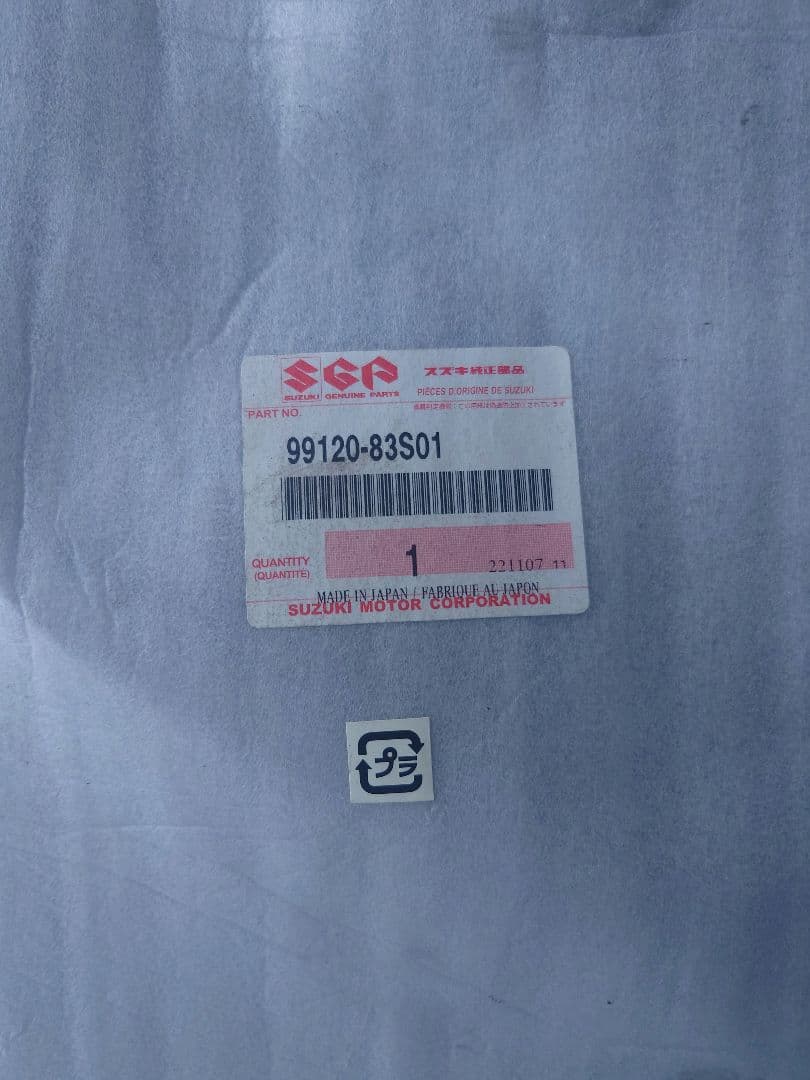 SGP スズキ純正部品
SUZUKI GENUINE PARTS PIÈCES D'ORIGINE DE SUZUKI
PART NO.
99120-83S01
QUANTITY
(QUANTITÉ) 1 221107 11
MADE IN JAPAN / FABRIQUE AU JAPON
SUZUKI MOTOR CORPORATION
プラ